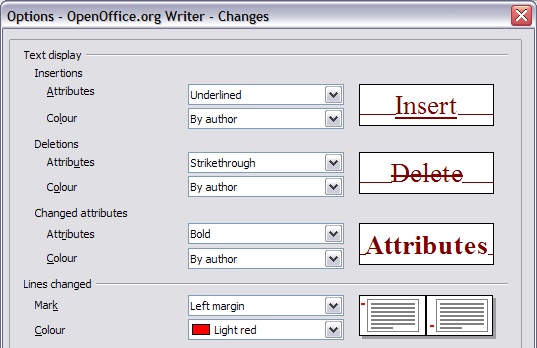 Options - OpenOffice.org Writer - Changes
Text display
Insertions
Attributes Underlined Insert
Colour By author
Deletions
Attributes Strikethrough Delete
Colour By author
Changed attributes
Attributes Bold Attributes
Colour By author
Lines changed
Mark Left margin
Colour Light red